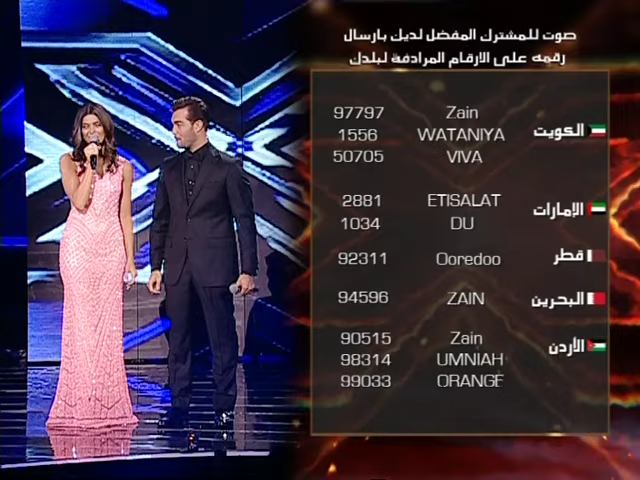 صوت للمشترك المفضل لديك بارسال
رقمه على الارقام المرادفة لبلدك
97797 Zain
1556 WATANIYA الكويت
50705 VIVA
2881 ETISALAT الإمارات
1034 DU
92311 Ooredoo قطر
94596 ZAIN البحرين
90515 Zain الأردن
98314 UMNIAH
99033 ORANGE